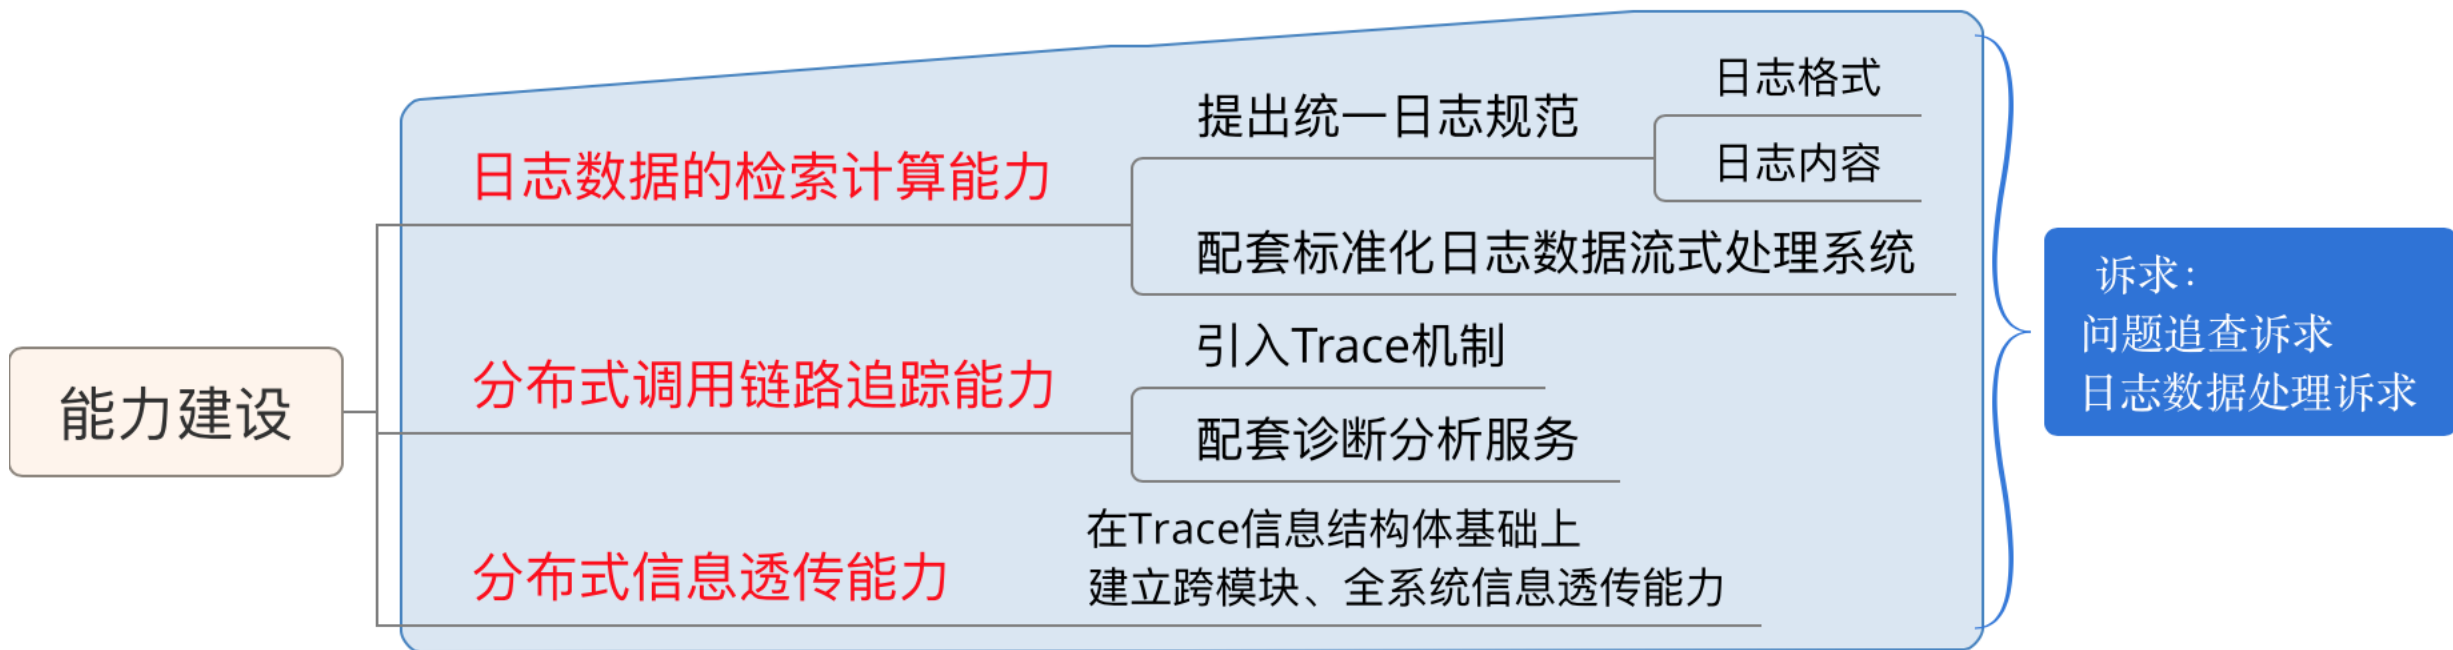 能力建设
日志数据的检索计算能力
提出统一日志规范
日志格式
日志内容
配套标准化日志数据流式处理系统
分布式调用链路追踪能力
引入Trace机制
配套诊断分析服务
分布式信息透传能力
在Trace信息结构体基础上
建立跨模块、全系统信息透传能力
诉求：
问题追查诉求
日志数据处理诉求